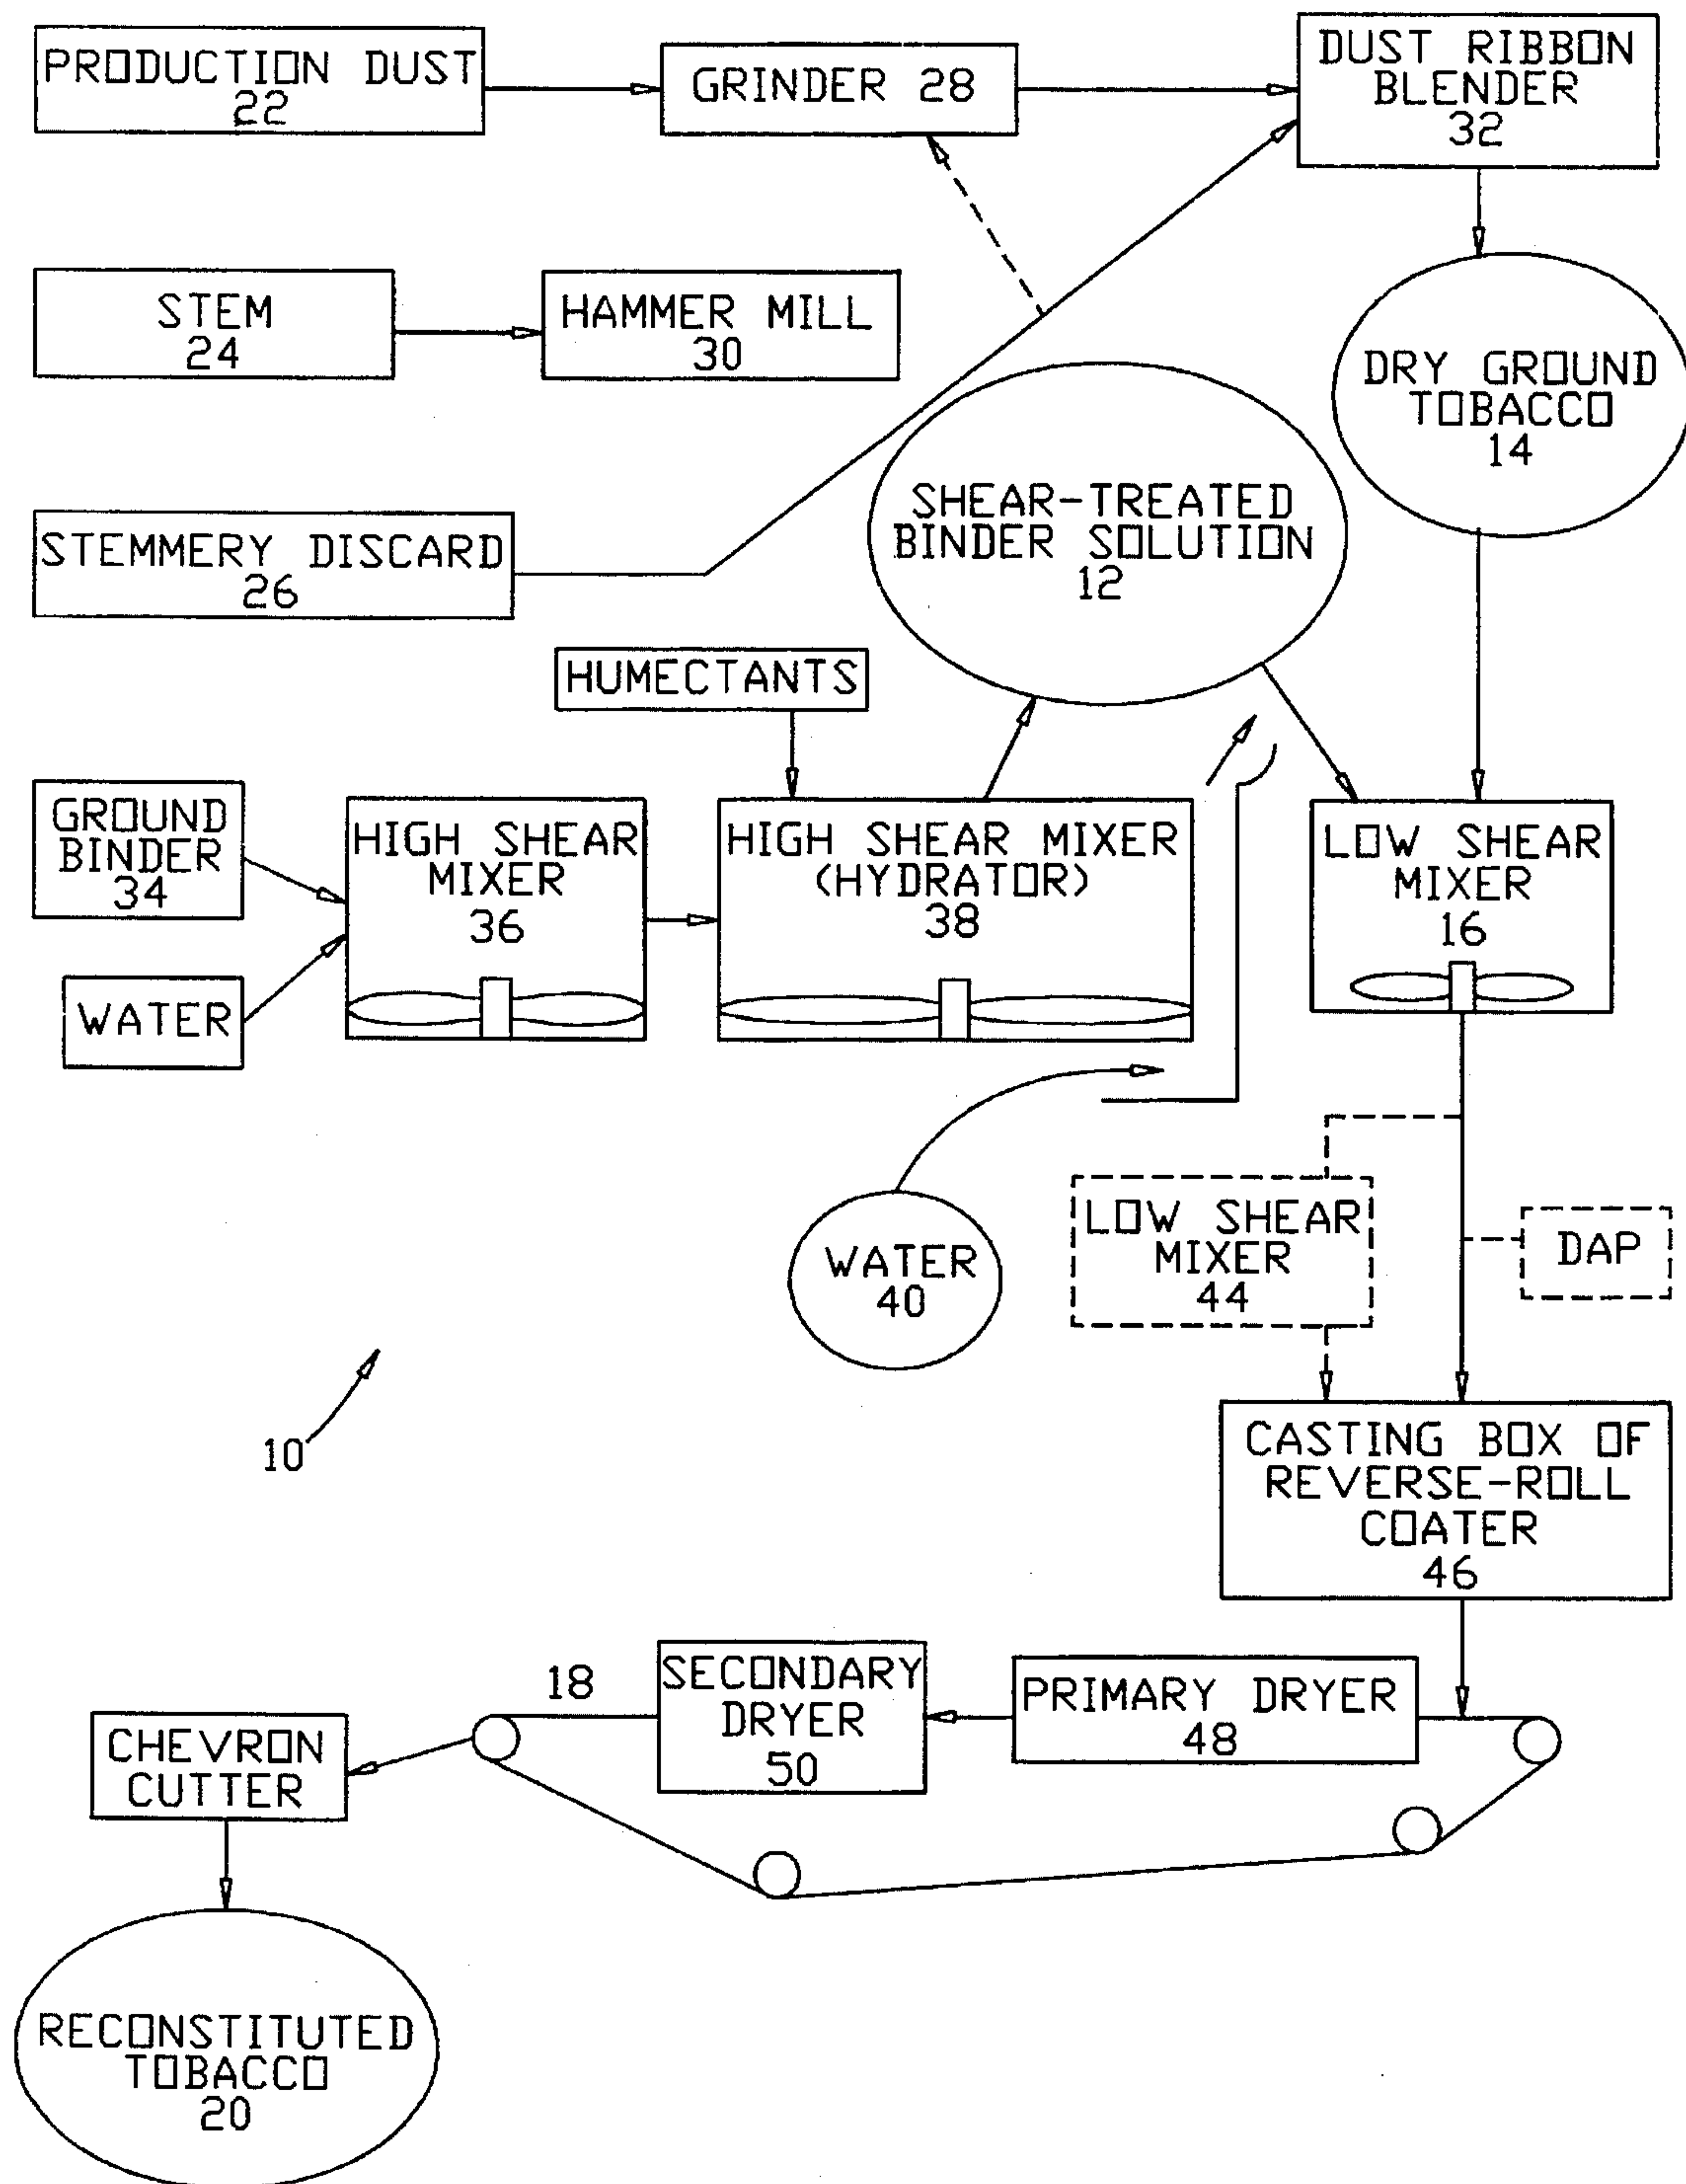 PRODUCTION DUST
22
GRINDER 28
DUST RIBBON
BLENDER
32
STEM
24
HAMMER MILL
30
DRY GROUND
TOBACCO
14
STEMMERY DISCARD
26
SHEAR-TREATED
BINDER SOLUTION
12
HUMECTANTS
GROUND
BINDER
34
WATER
HIGH SHEAR
MIXER
36
HIGH SHEAR MIXER
(HYDRATOR)
38
LOW SHEAR
MIXER
16
WATER
40
LOW SHEAR
MIXER
44
DAP
10
CASTING BOX OF
REVERSE-ROLL
COATER
46
PRIMARY DRYER
48
SECONDARY
DRYER
50
18
CHEVRON
CUTTER
RECONSTITUTED
TOBACCO
20